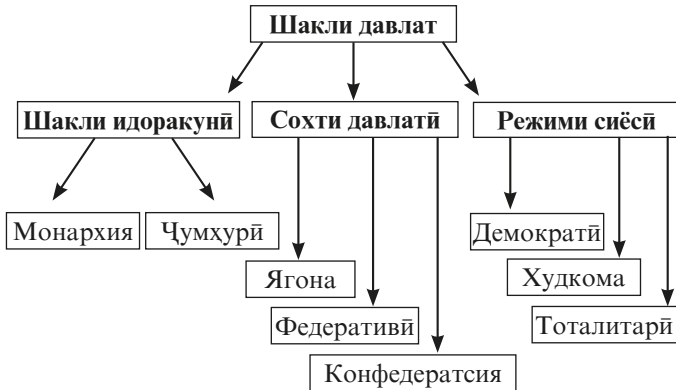 Шакли давлат
Шакли идоракунӣ
Сохти давлатӣ
Режими сиёсӣ
Монархия
Ҷумҳурӣ
Демократӣ
Ягона
Худкома
Федеративӣ
Тоталитарӣ
Конфедератсия